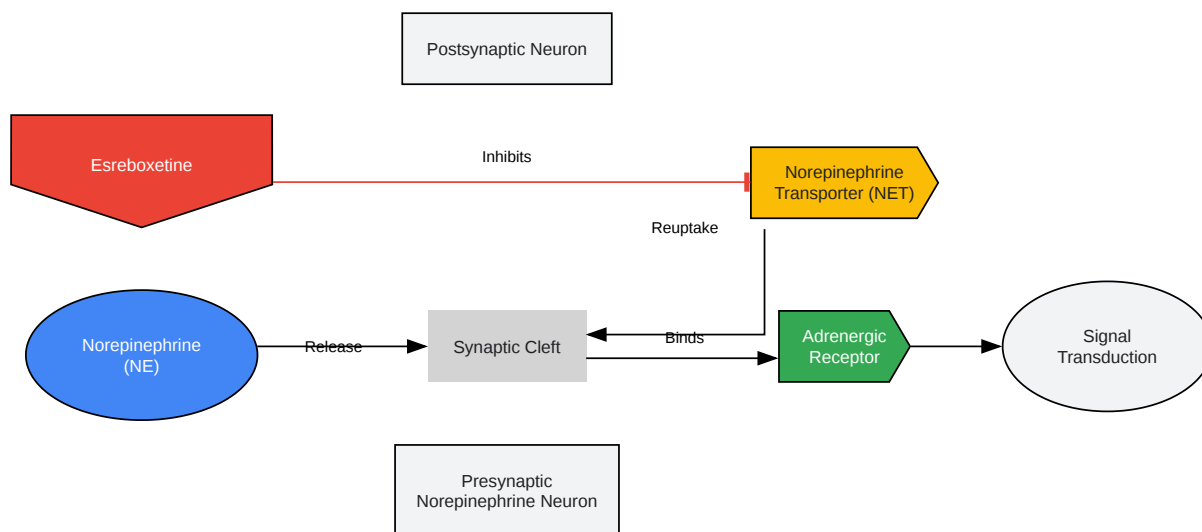 Postsynaptic Neuron
Esreboxetine
Inhibits
Norepinephrine
Transporter (NET)
Reuptake
Norepinephrine
(NE)
Release
Synaptic Cleft
Binds
Adrenergic
Receptor
Signal
Transduction
Presynaptic
Norepinephrine Neuron